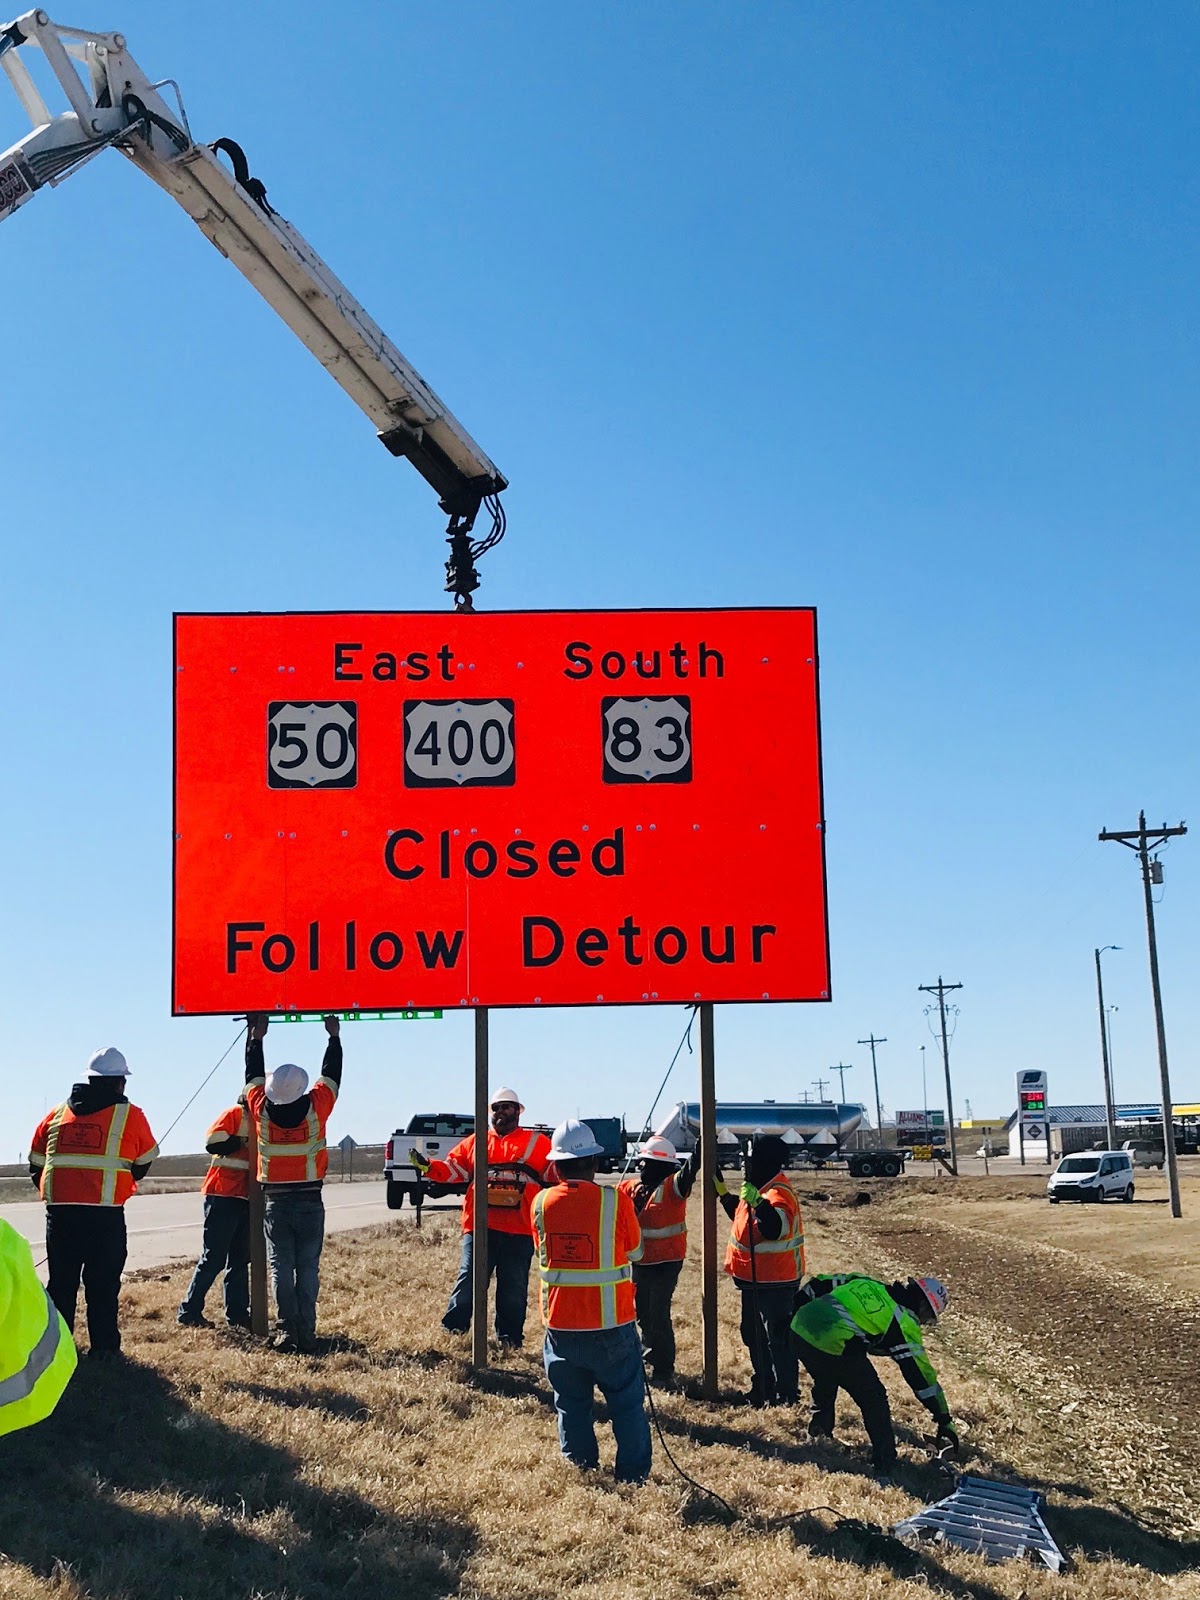 East South
50 400 83
Closed
Follow Detour